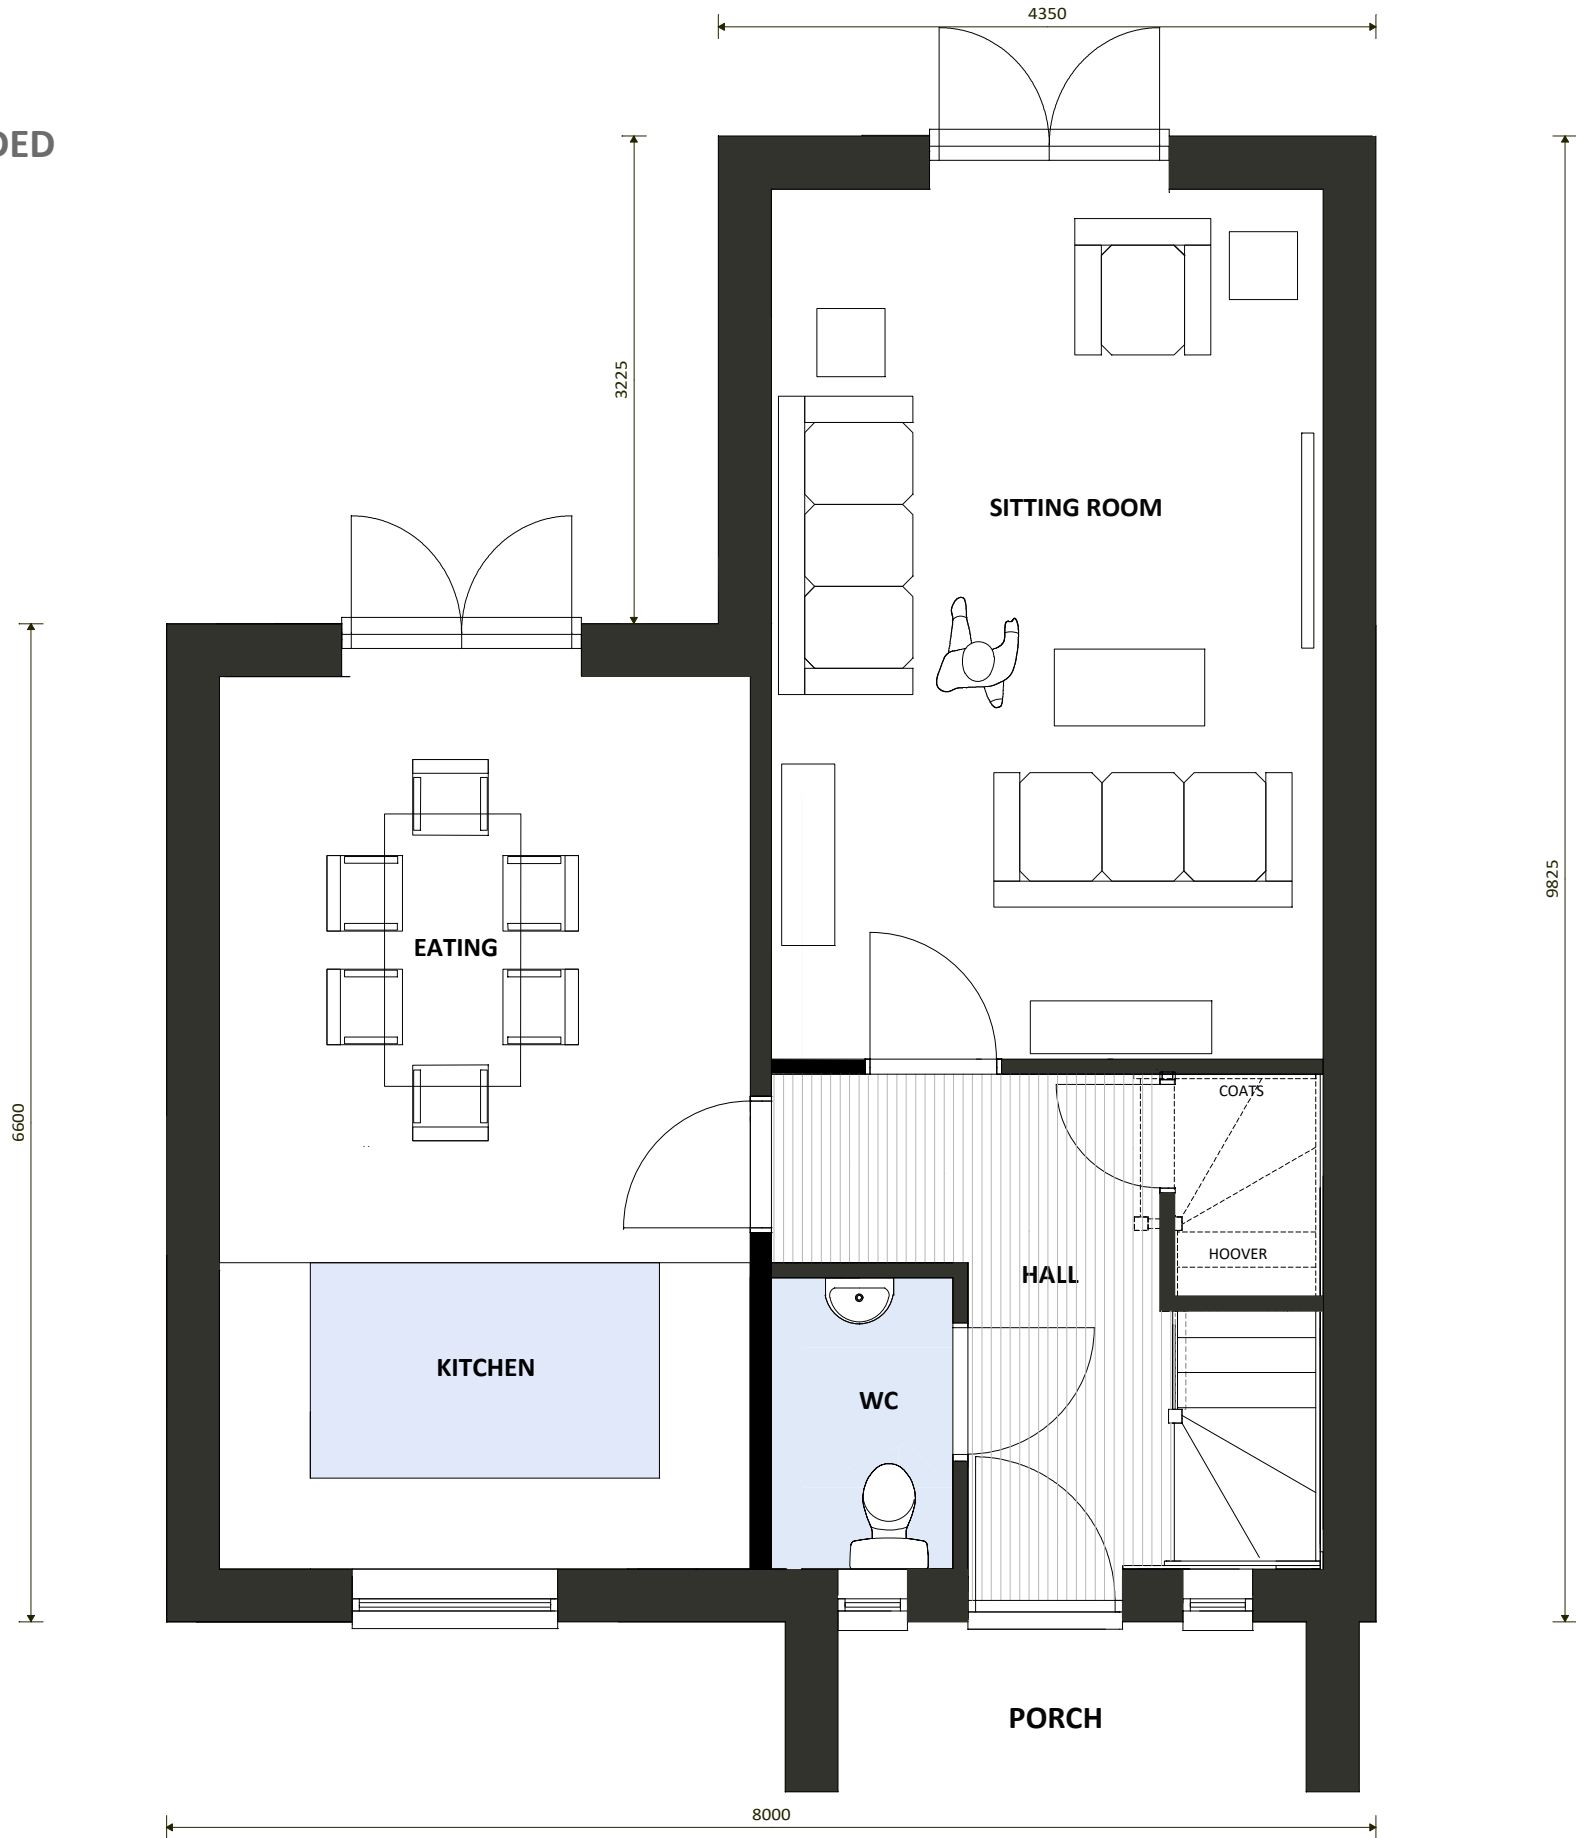 4350
DED
3225
SITTING ROOM
9825
EATING
6600
COATS
HOOVER
HALL
KITCHEN
WC
PORCH
8000